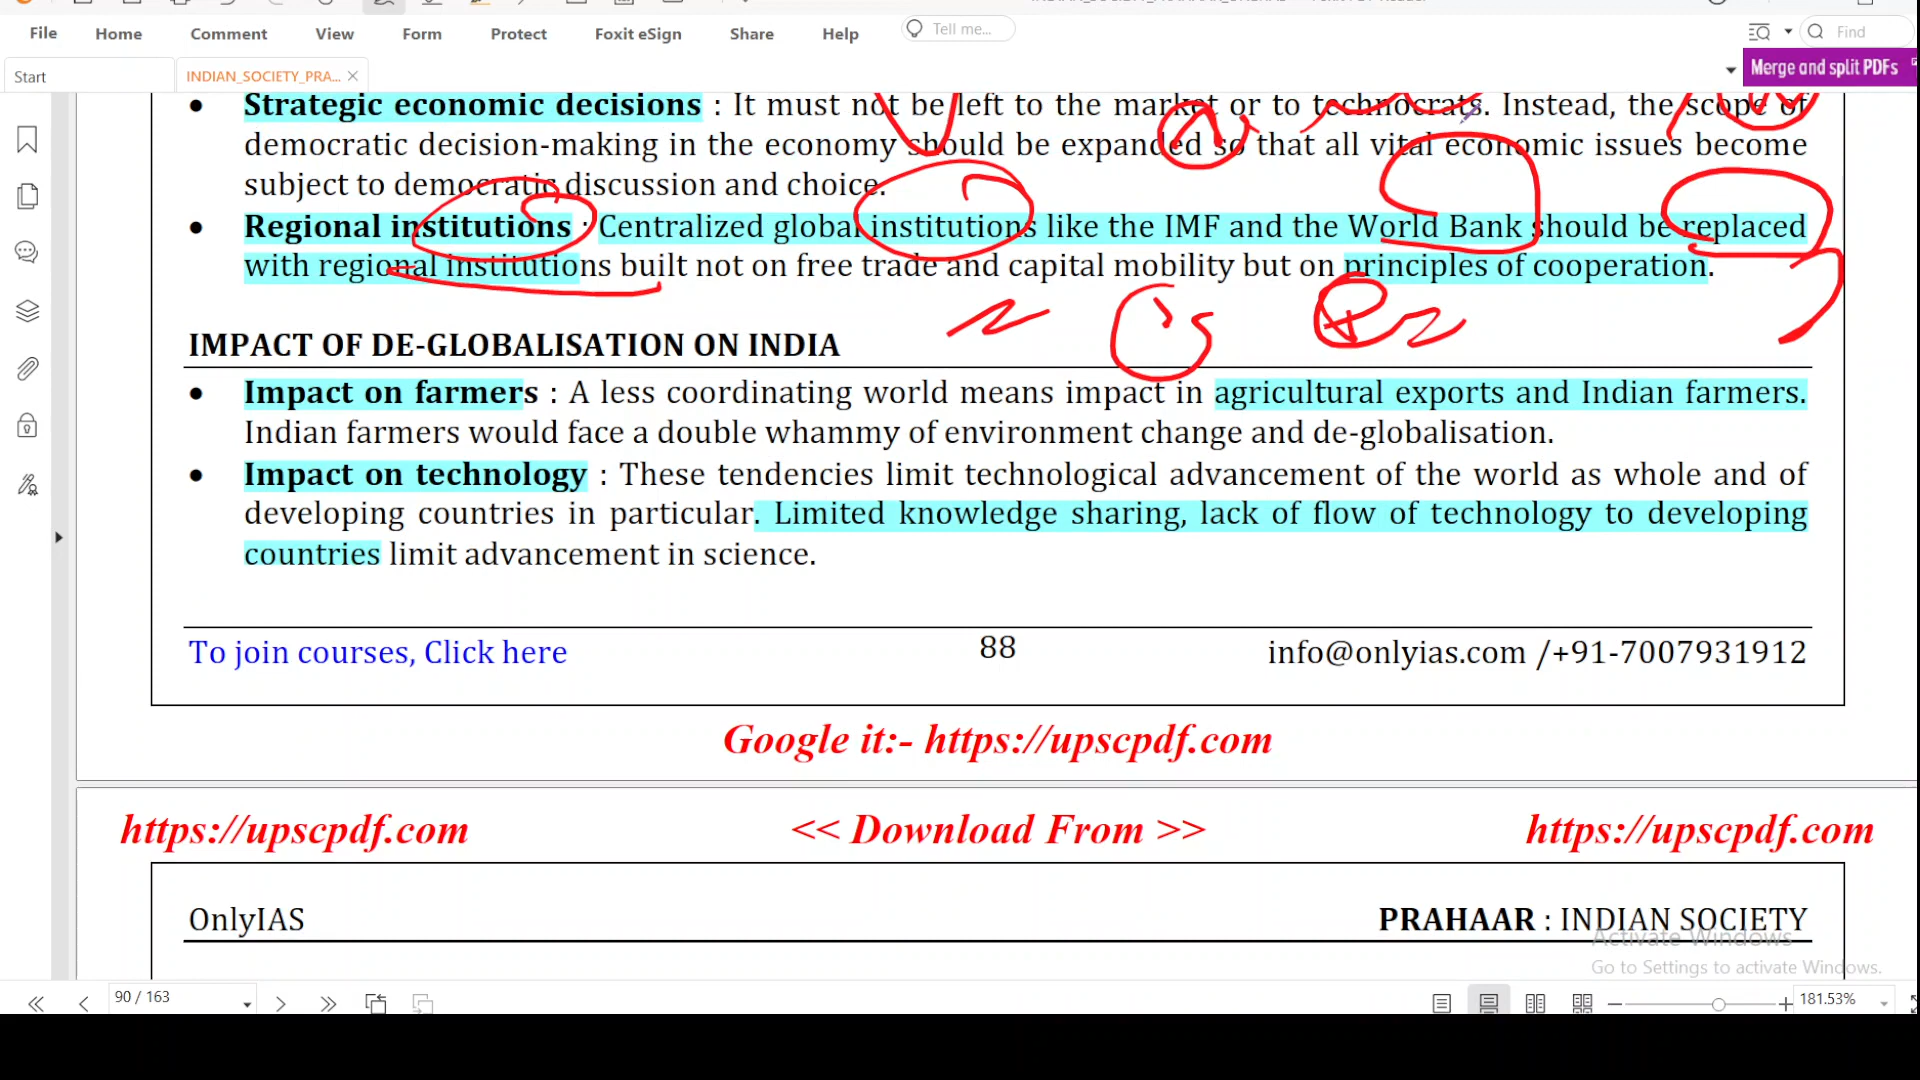 File Home Comment View Form Protect Foxit eSign Share Help Tell me... Find
Start INDIAN_SOCIETY_PRA... Merge and split PDFs
• Strategic economic decisions : It must not be left to the market or to technocrats. Instead, the scope of
democratic decision-making in the economy should be expanded so that all vital economic issues become
subject to democratic discussion and choice.
• Regional institutions : Centralized global institutions like the IMF and the World Bank should be replaced
with regional institutions built not on free trade and capital mobility but on principles of cooperation.
IMPACT OF DE-GLOBALISATION ON INDIA
• Impact on farmers : A less coordinating world means impact in agricultural exports and Indian farmers.
Indian farmers would face a double whammy of environment change and de-globalisation.
• Impact on technology : These tendencies limit technological advancement of the world as whole and of
developing countries in particular. Limited knowledge sharing, lack of flow of technology to developing
countries limit advancement in science.
To join courses, Click here 88 info@onlyias.com /+91-7007931912
Google it:- https://upscpdf.com
https://upscpdf.com << Download From >> https://upscpdf.com
OnlyIAS PRAHAAR : INDIAN SOCIETY
Activate Windows
Go to Settings to activate Windows.
90 / 163 181.53%